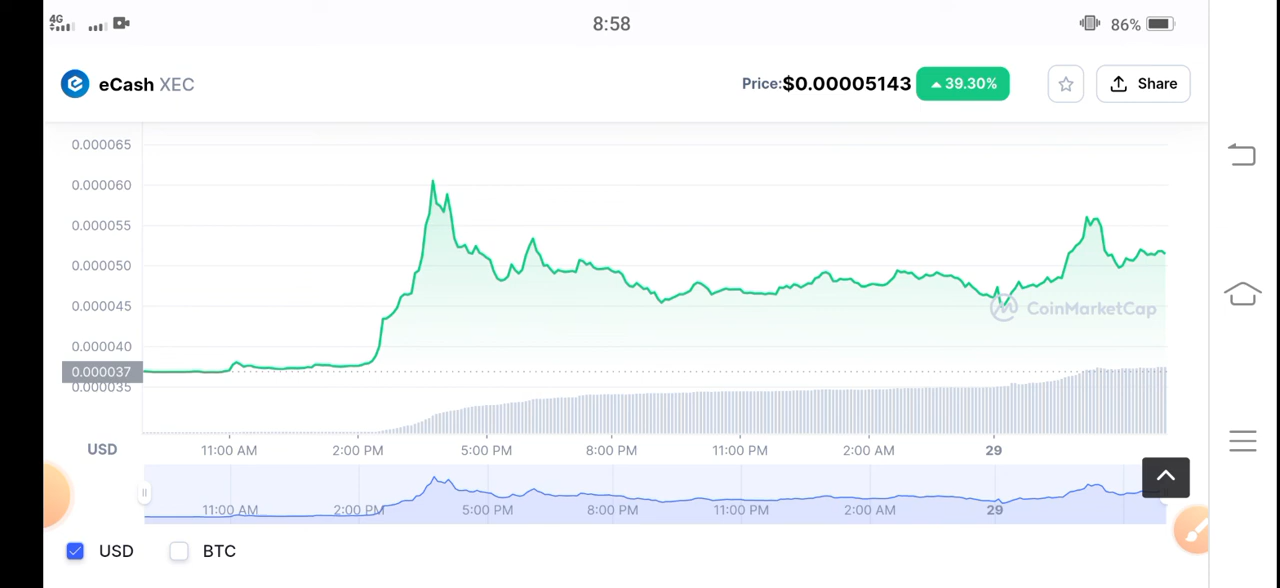 4G
8:58
86%
eCash XEC
Price:$0.00005143
39.30%
Share
0.000065
0.000060
0.000055
0.000050
0.000045
0.000040
0.000037
0.000035
CoinMarketCap
USD
11:00 AM 2:00 PM 5:00 PM 8:00 PM 11:00 PM 2:00 AM 29
11:00 AM 2:00 PM 5:00 PM 8:00 PM 11:00 PM 2:00 AM 29
USD
BTC